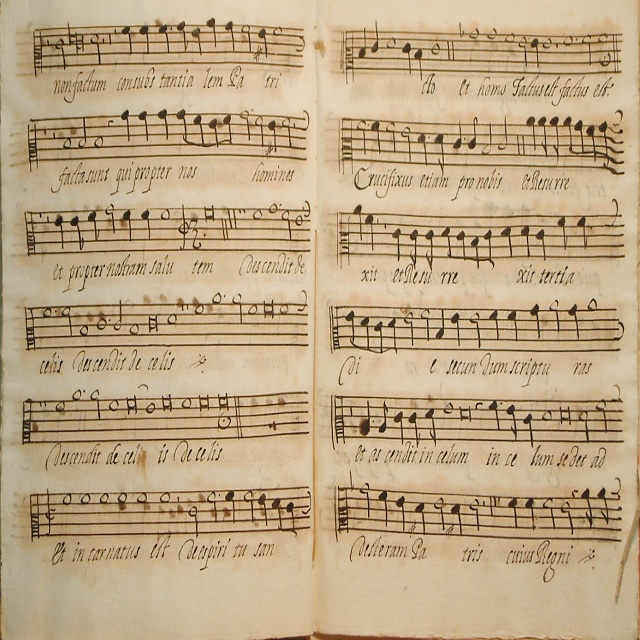 non factum consubstantialem Pa tri
facta sunt qui propter nos homines
et propter nostram salu tem Descendit de
celis Descendit de celis
Descendit de celi is De celis
Et in carnatus est De espiri tu san
cto et homo factus est factus est
Crucifixus etiam pro nobis et Resurre
xit et Resu rre xit tertia
Di e secundum scriptu ras
et ascendit in celum in ce lum sedet ad
Desteram Pa tris cuius Regni